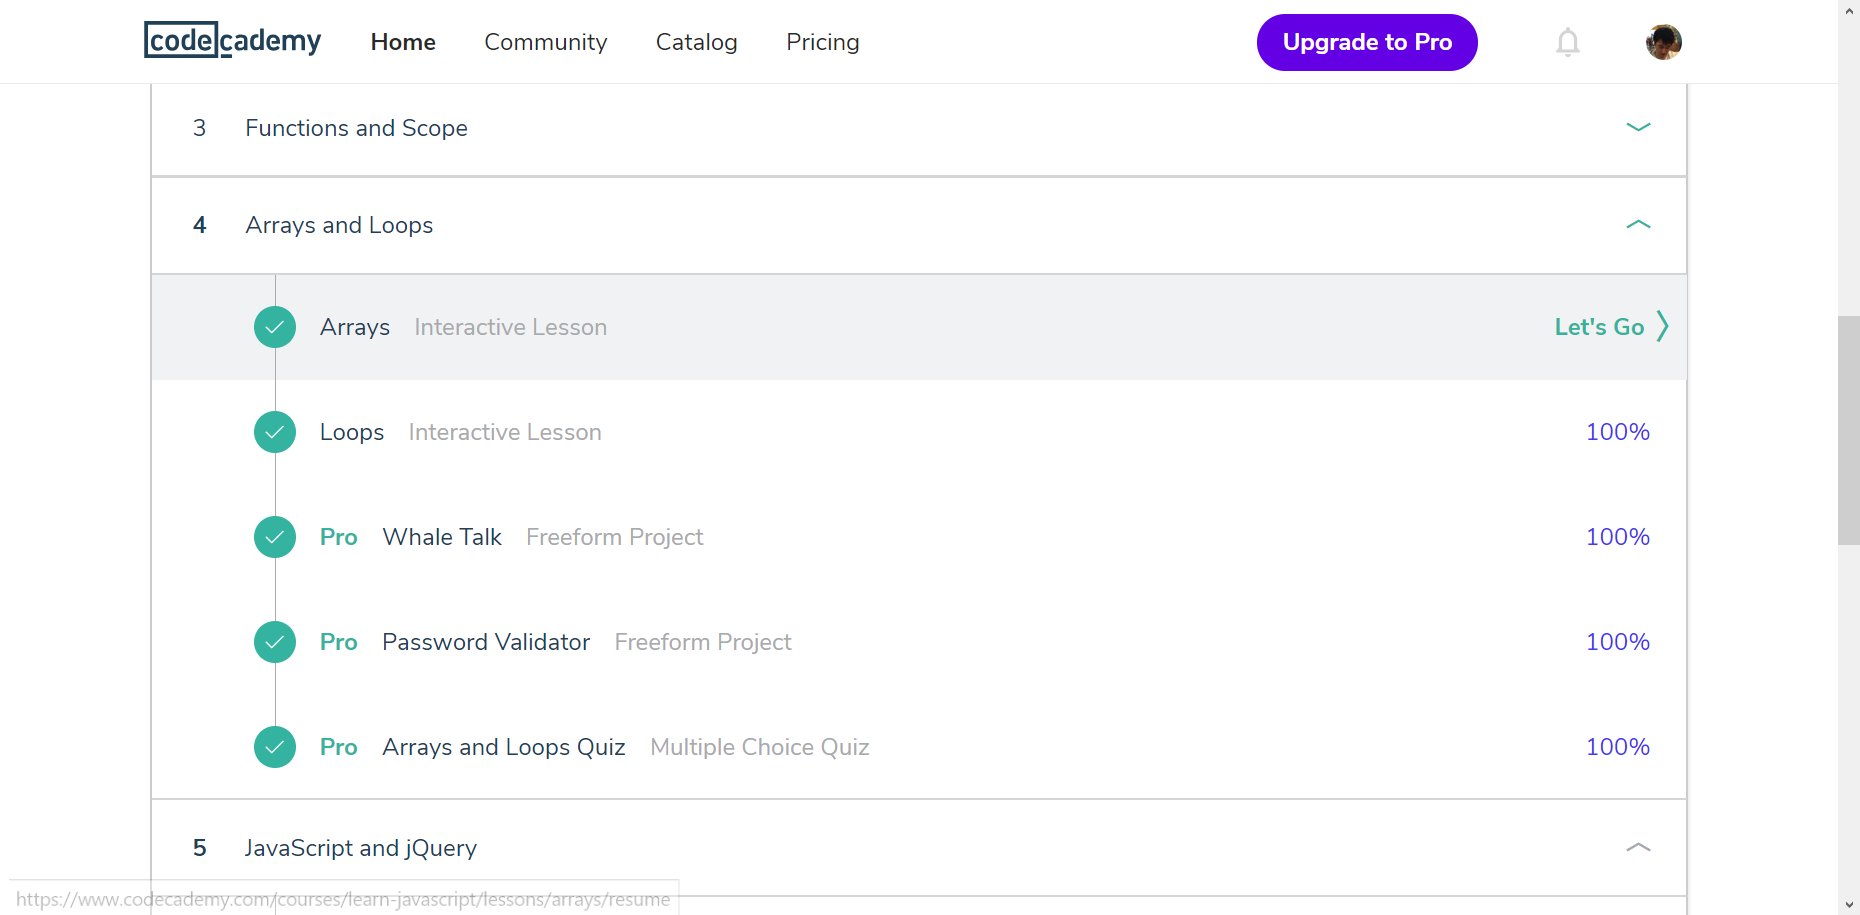 codecademy Home Community Catalog Pricing Upgrade to Pro
3 Functions and Scope
4 Arrays and Loops
Arrays Interactive Lesson Let's Go
Loops Interactive Lesson 100%
Pro Whale Talk Freeform Project 100%
Pro Password Validator Freeform Project 100%
Pro Arrays and Loops Quiz Multiple Choice Quiz 100%
5 JavaScript and jQuery
https://www.codecademy.com/courses/learn-javascript/lessons/arrays/resume